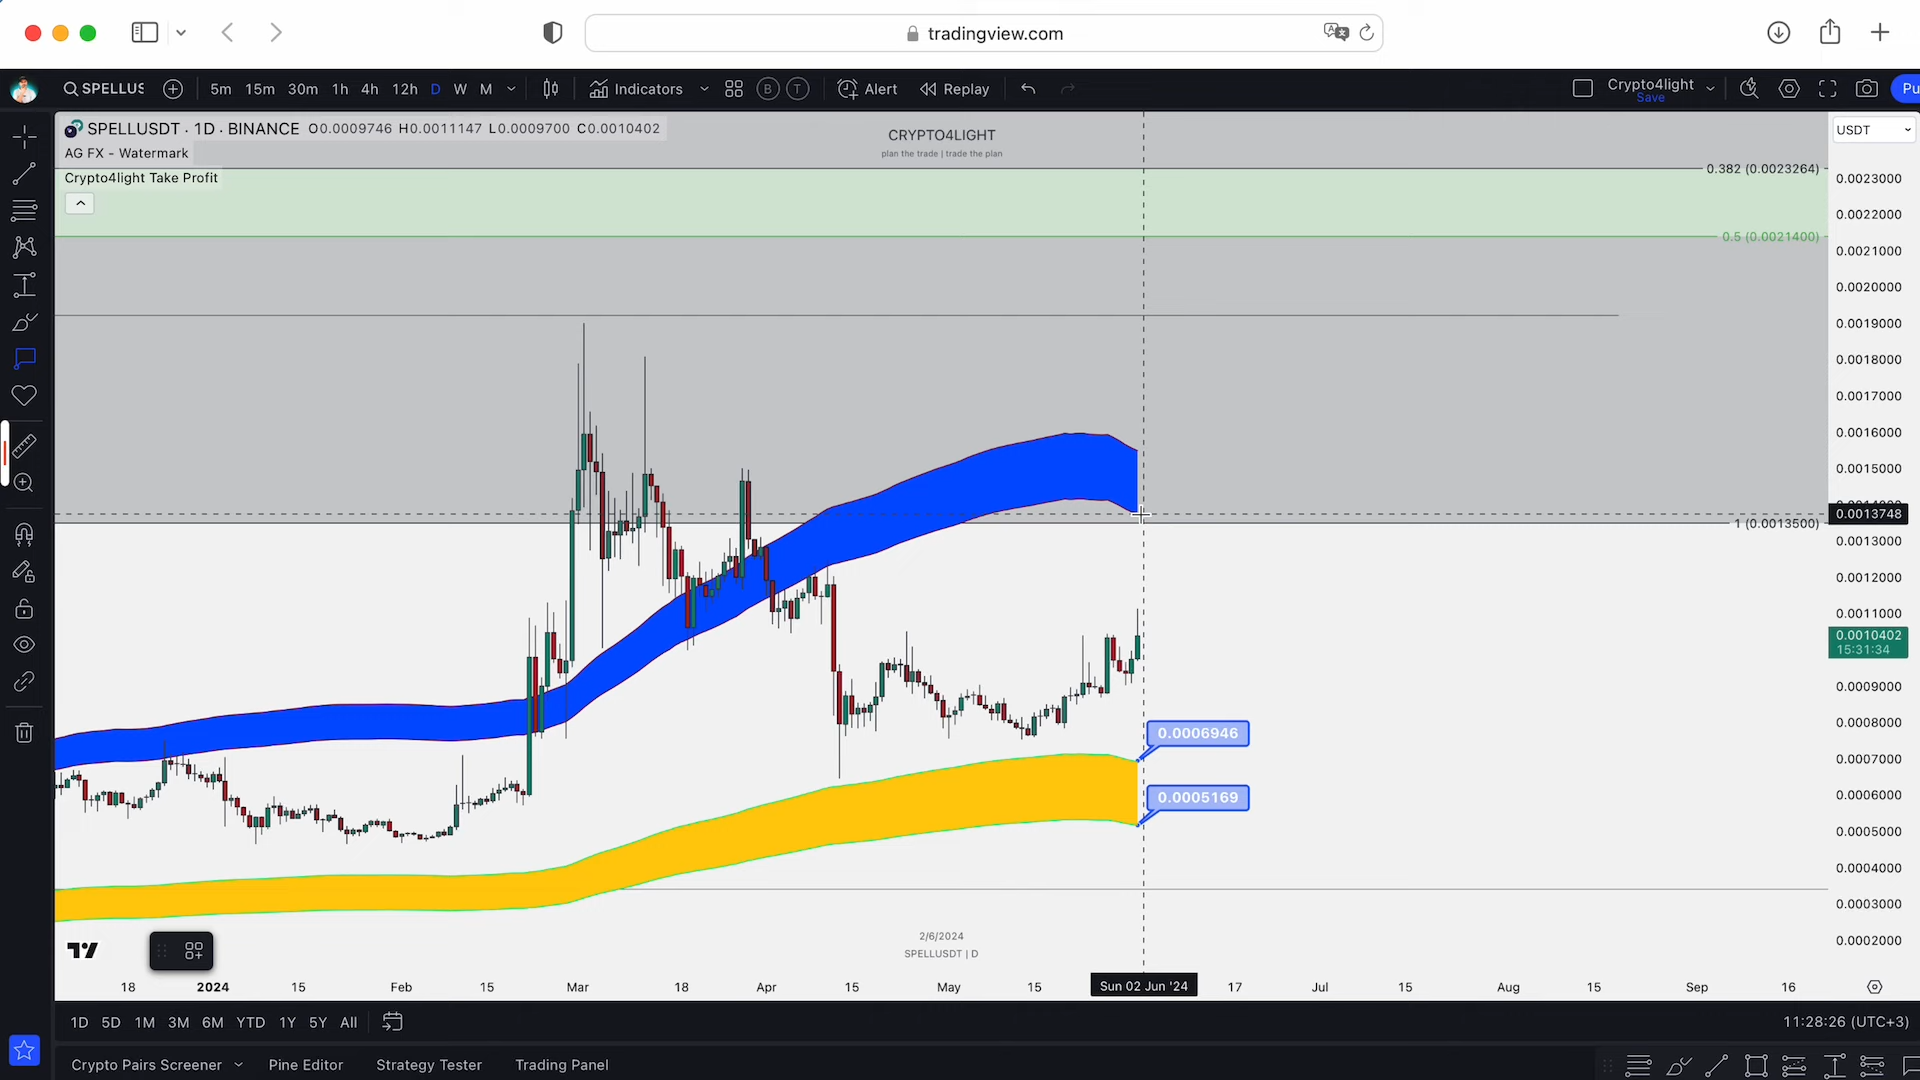 tradingview.com
SPELLUS
5m 15m 30m 1h 4h 12h D W M
Indicators
B T
Alert
Replay
Crypto4light
Save
Pu
SPELLUSDT · 1D · BINANCE O0.0009746 H0.0011147 L0.0009700 C0.0010402
AG FX - Watermark
Crypto4light Take Profit
CRYPTO4LIGHT
plan the trade | trade the plan
USDT
0.382 (0.0023264)
0.0023000
0.0022000
0.5 (0.0021400)
0.0021000
0.0020000
0.0019000
0.0018000
0.0017000
0.0016000
0.0015000
0.0013748
1 (0.0013500)
0.0013000
0.0012000
0.0011000
0.0010402
15:31:34
0.0009000
0.0008000
0.0006946
0.0007000
0.0006000
0.0005169
0.0005000
0.0004000
0.0003000
0.0002000
2/6/2024
SPELLUSDT | D
18 2024 15 Feb 15 Mar 18 Apr 15 May 15 Sun 02 Jun '24 17 Jul 15 Aug 15 Sep 16
1D 5D 1M 3M 6M YTD 1Y 5Y All
11:28:26 (UTC+3)
Crypto Pairs Screener
Pine Editor
Strategy Tester
Trading Panel